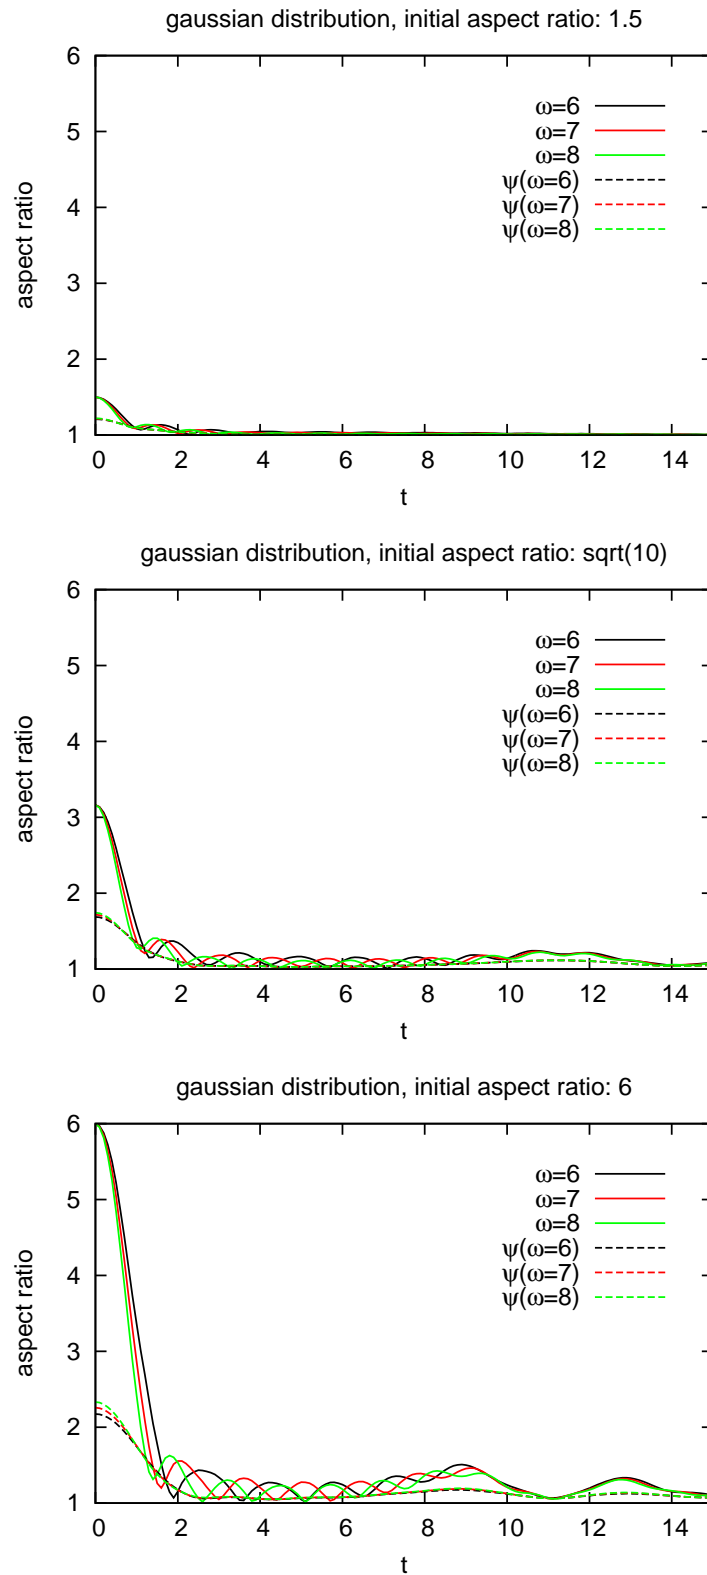 gaussian distribution, initial aspect ratio: 1.5
6
5
4
3
2
1
aspect ratio
ω=6
ω=7
ω=8
ψ(ω=6)
ψ(ω=7)
ψ(ω=8)
0 2 4 6 8 10 12 14
t
gaussian distribution, initial aspect ratio: sqrt(10)
6
5
4
3
2
1
aspect ratio
ω=6
ω=7
ω=8
ψ(ω=6)
ψ(ω=7)
ψ(ω=8)
0 2 4 6 8 10 12 14
t
gaussian distribution, initial aspect ratio: 6
6
5
4
3
2
1
aspect ratio
ω=6
ω=7
ω=8
ψ(ω=6)
ψ(ω=7)
ψ(ω=8)
0 2 4 6 8 10 12 14
t